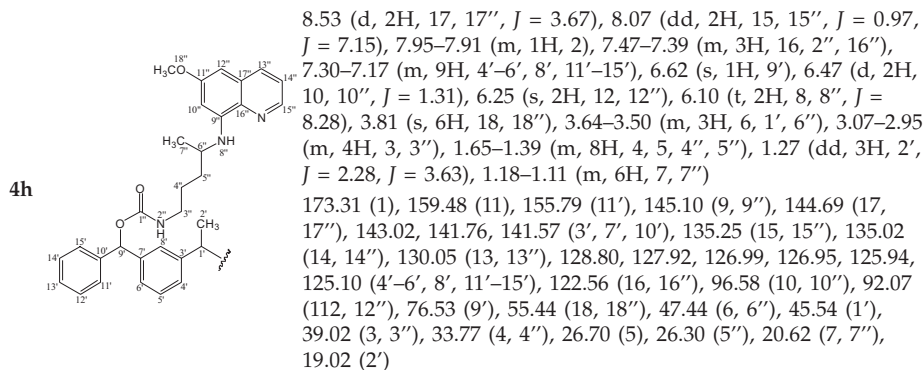 4h
18"
H₃CO
12"
11"
13"
17"
14"
10"
16"
15"
9"
N
NH
8"
H₃C
7"
6"
5"
4"
O
1"
O
N
H
2"
3"
CH₃
2'
15'
10'
9'
7'
8'
3'
1'
14'
13'
12'
11'
6'
5'
4'
8.53 (d, 2H, 17, 17″, J = 3.67), 8.07 (dd, 2H, 15, 15″, J = 0.97,
J = 7.15), 7.95–7.91 (m, 1H, 2), 7.47–7.39 (m, 3H, 16, 2″, 16″),
7.30–7.17 (m, 9H, 4′–6′, 8′, 11′–15′), 6.62 (s, 1H, 9′), 6.47 (d, 2H,
10, 10″, J = 1.31), 6.25 (s, 2H, 12, 12″), 6.10 (t, 2H, 8, 8″, J =
8.28), 3.81 (s, 6H, 18, 18″), 3.64–3.50 (m, 3H, 6, 1′, 6″), 3.07–2.95
(m, 4H, 3, 3″), 1.65–1.39 (m, 8H, 4, 5, 4″, 5″), 1.27 (dd, 3H, 2′,
J = 2.28, J = 3.63), 1.18–1.11 (m, 6H, 7, 7″)
173.31 (1), 159.48 (11), 155.79 (11′), 145.10 (9, 9″), 144.69 (17,
17″), 143.02, 141.76, 141.57 (3′, 7′, 10′), 135.25 (15, 15″), 135.02
(14, 14″), 130.05 (13, 13″), 128.80, 127.92, 126.99, 126.95, 125.94,
125.10 (4′–6′, 8′, 11′–15′), 122.56 (16, 16″), 96.58 (10, 10″), 92.07
(112, 12″), 76.53 (9′), 55.44 (18, 18″), 47.44 (6, 6″), 45.54 (1′),
39.02 (3, 3″), 33.77 (4, 4″), 26.70 (5), 26.30 (5″), 20.62 (7, 7″),
19.02 (2′)